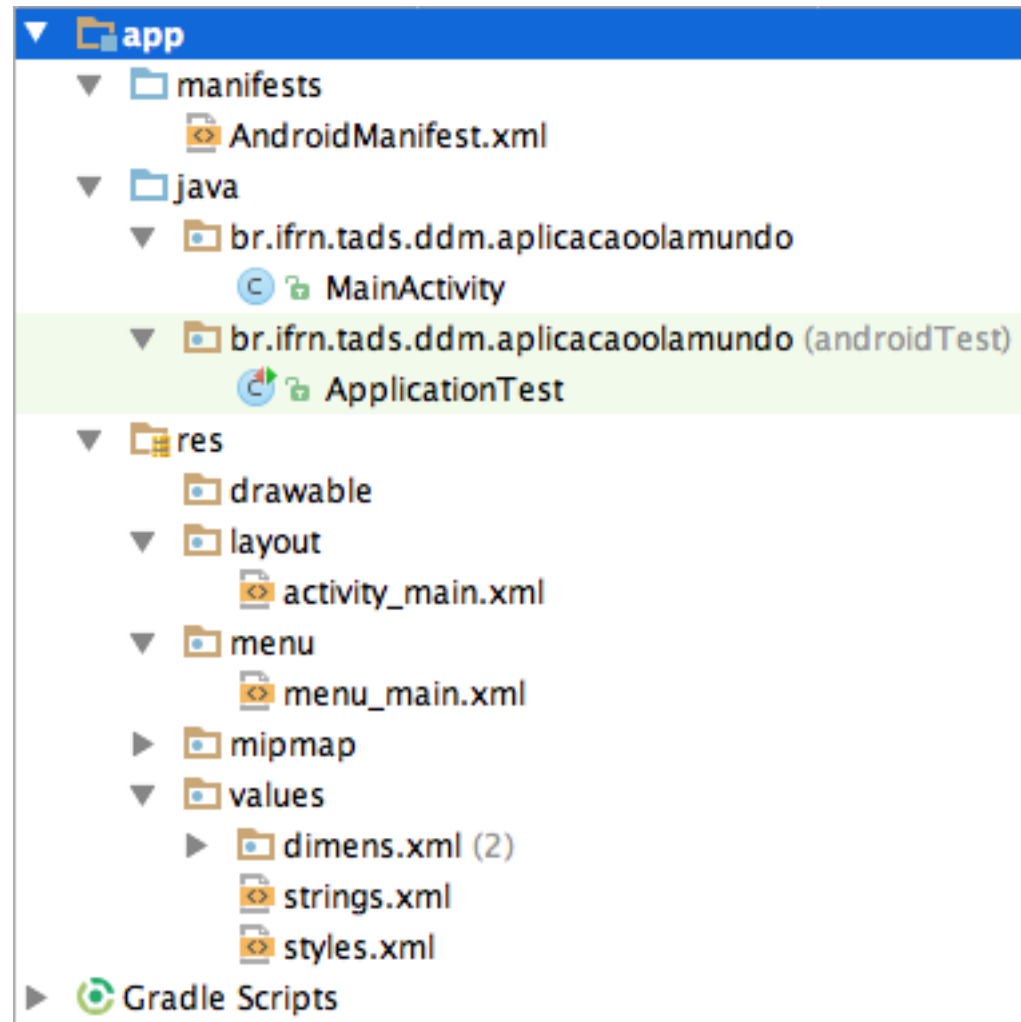 app
manifests
AndroidManifest.xml
java
br.ifrn.tads.ddm.aplicacaoolamundo
MainActivity
br.ifrn.tads.ddm.aplicacaoolamundo (androidTest)
ApplicationTest
res
drawable
layout
activity_main.xml
menu
menu_main.xml
mipmap
values
dimens.xml (2)
strings.xml
styles.xml
Gradle Scripts